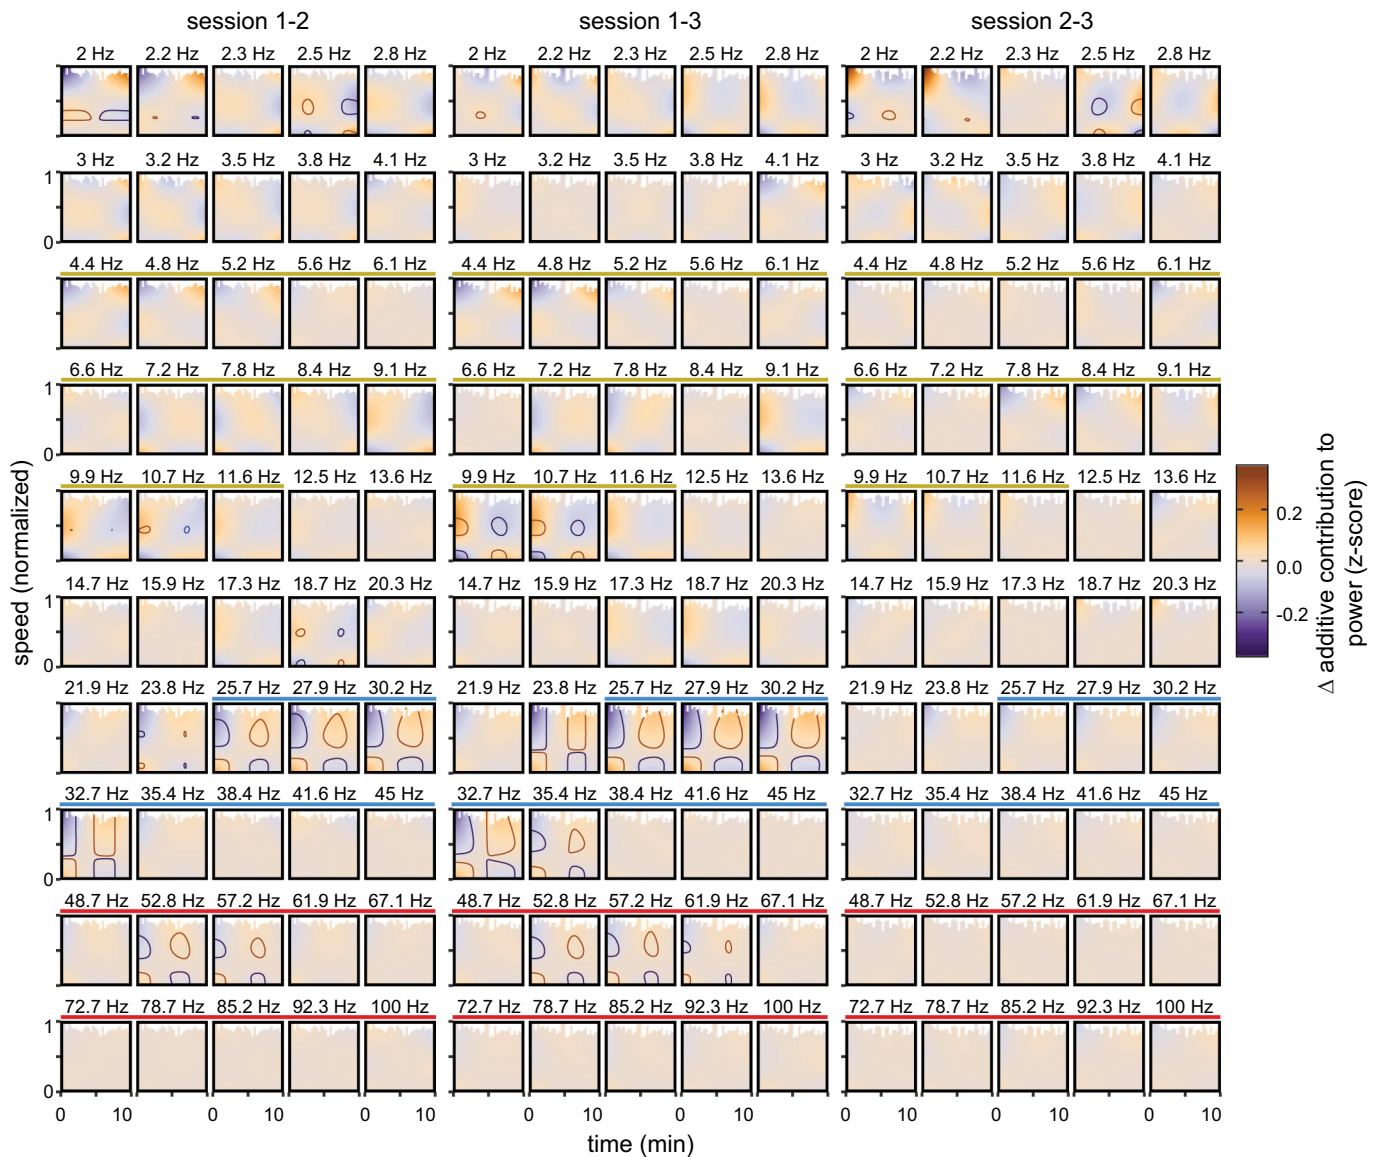 session 1-2 session 1-3 session 2-3
2 Hz 2.2 Hz 2.3 Hz 2.5 Hz 2.8 Hz 2 Hz 2.2 Hz 2.3 Hz 2.5 Hz 2.8 Hz 2 Hz 2.2 Hz 2.3 Hz 2.5 Hz 2.8 Hz
3 Hz 3.2 Hz 3.5 Hz 3.8 Hz 4.1 Hz 3 Hz 3.2 Hz 3.5 Hz 3.8 Hz 4.1 Hz 3 Hz 3.2 Hz 3.5 Hz 3.8 Hz 4.1 Hz
1
0
4.4 Hz 4.8 Hz 5.2 Hz 5.6 Hz 6.1 Hz 4.4 Hz 4.8 Hz 5.2 Hz 5.6 Hz 6.1 Hz 4.4 Hz 4.8 Hz 5.2 Hz 5.6 Hz 6.1 Hz
6.6 Hz 7.2 Hz 7.8 Hz 8.4 Hz 9.1 Hz 6.6 Hz 7.2 Hz 7.8 Hz 8.4 Hz 9.1 Hz 6.6 Hz 7.2 Hz 7.8 Hz 8.4 Hz 9.1 Hz
1
0
9.9 Hz 10.7 Hz 11.6 Hz 12.5 Hz 13.6 Hz 9.9 Hz 10.7 Hz 11.6 Hz 12.5 Hz 13.6 Hz 9.9 Hz 10.7 Hz 11.6 Hz 12.5 Hz 13.6 Hz
14.7 Hz 15.9 Hz 17.3 Hz 18.7 Hz 20.3 Hz 14.7 Hz 15.9 Hz 17.3 Hz 18.7 Hz 20.3 Hz 14.7 Hz 15.9 Hz 17.3 Hz 18.7 Hz 20.3 Hz
1
0
21.9 Hz 23.8 Hz 25.7 Hz 27.9 Hz 30.2 Hz 21.9 Hz 23.8 Hz 25.7 Hz 27.9 Hz 30.2 Hz 21.9 Hz 23.8 Hz 25.7 Hz 27.9 Hz 30.2 Hz
32.7 Hz 35.4 Hz 38.4 Hz 41.6 Hz 45 Hz 32.7 Hz 35.4 Hz 38.4 Hz 41.6 Hz 45 Hz 32.7 Hz 35.4 Hz 38.4 Hz 41.6 Hz 45 Hz
1
0
48.7 Hz 52.8 Hz 57.2 Hz 61.9 Hz 67.1 Hz 48.7 Hz 52.8 Hz 57.2 Hz 61.9 Hz 67.1 Hz 48.7 Hz 52.8 Hz 57.2 Hz 61.9 Hz 67.1 Hz
72.7 Hz 78.7 Hz 85.2 Hz 92.3 Hz 100 Hz 72.7 Hz 78.7 Hz 85.2 Hz 92.3 Hz 100 Hz 72.7 Hz 78.7 Hz 85.2 Hz 92.3 Hz 100 Hz
1
0
0 10 0 10 0 10 0 10 0 10 0 10 0 10 0 10 0 10 0 10 0 10 0 10 0 10 0 10 0 10
time (min)
speed (normalized)
0.2
0.0
-0.2
Δ additive contribution to
power (z-score)